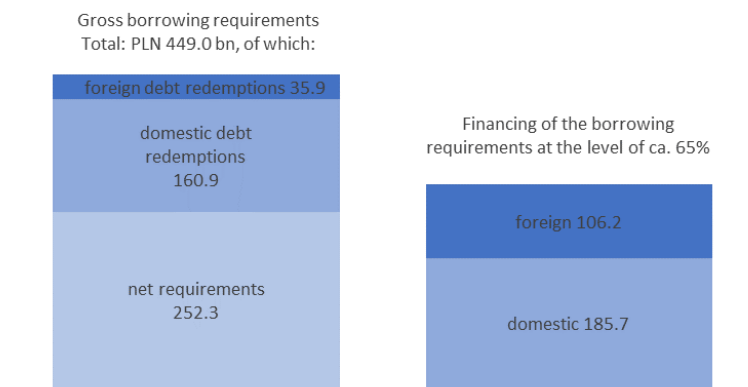 Gross borrowing requirements
Total: PLN 449.0 bn, of which:
foreign debt redemptions 35.9
domestic debt
redemptions
160.9
net requirements
252.3
Financing of the borrowing
requirements at the level of ca. 65%
foreign 106.2
domestic 185.7